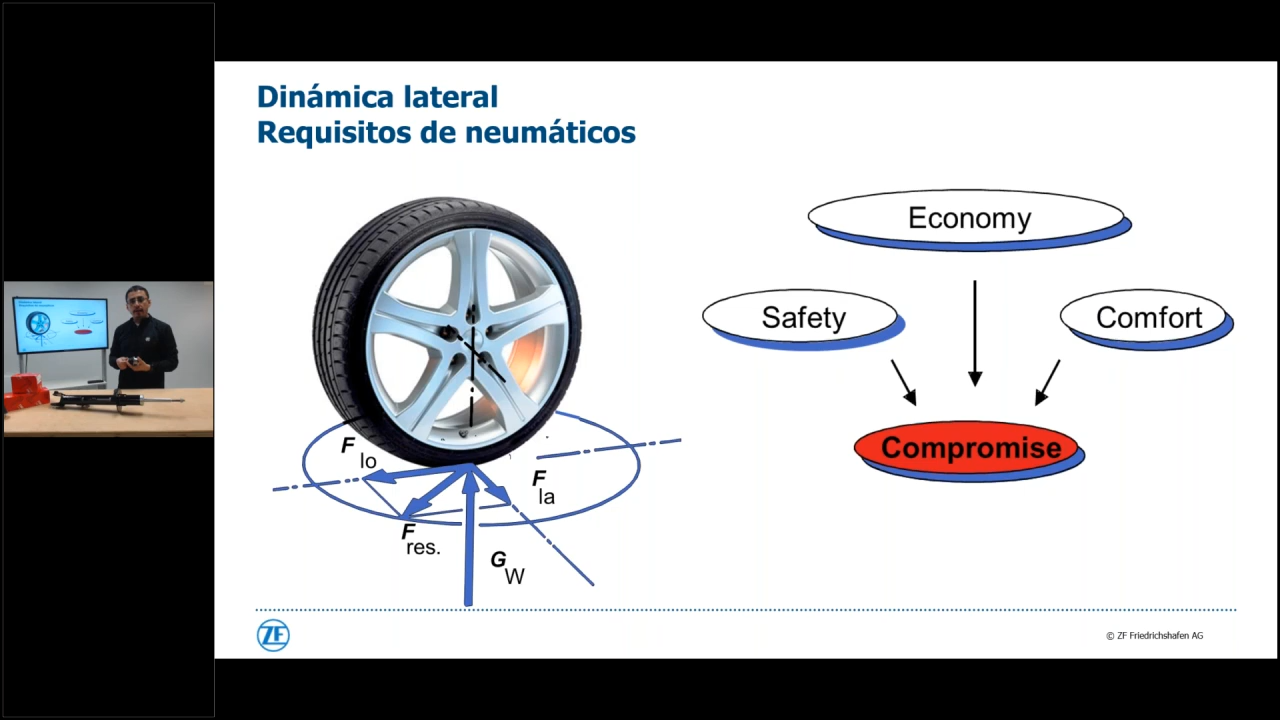 Dinámica lateral
Requisitos de neumáticos
Economy
Safety
Comfort
Compromise
F lo
F la
F res.
G W
ZF
© ZF Friedrichshafen AG